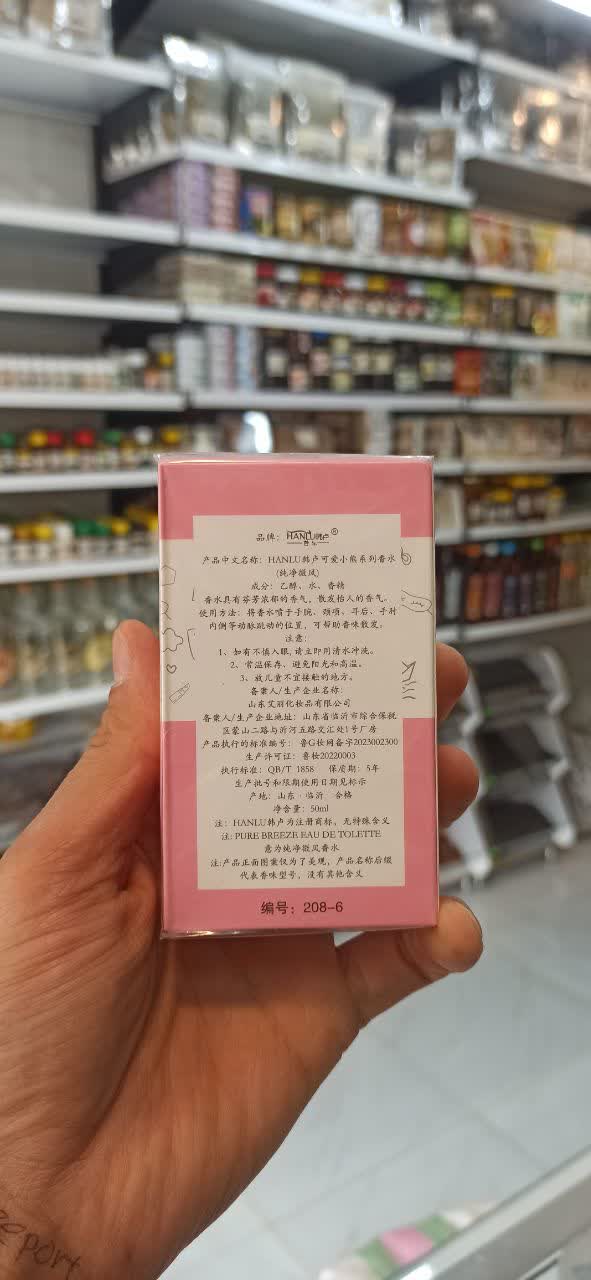 品牌: HANLU韩卢®
产品中文名称: HANLU韩卢可爱小熊系列香水
(纯净微风)
成分: 乙醇、水、香精
香水具有芬芳浓郁的香气, 散发怡人的香气。
使用方法: 将香水喷于手腕、颈项、耳后、手肘
内侧等动脉跳动的位置, 可帮助香味散发。
注意:
1、如有不慎入眼, 请立即用清水冲洗。
2、常温保存、避免阳光和高温。
3、放儿童不宜接触的地方。
备案人/生产企业名称:
山东艾丽化妆品有限公司
备案人/生产企业地址: 山东省临沂市综合保税
区蒙山二路与沂河五路交汇处1号厂房
产品执行的标准编号: 鲁G妆网备字2023002300
生产许可证: 鲁妆20220003
执行标准: QB/T 1858 保质期: 5年
生产批号和限期使用日期见标示
产地: 山东·临沂 合格
净含量: 50ml
注: HANLU韩卢为注册商标, 无特殊含义
注: PURE BREEZE EAU DE TOLETTE
意为纯净微风香水
注:产品正面图案仅为了美观, 产品名称后缀
代表香味型号, 没有其他含义
编号: 208-6
eport